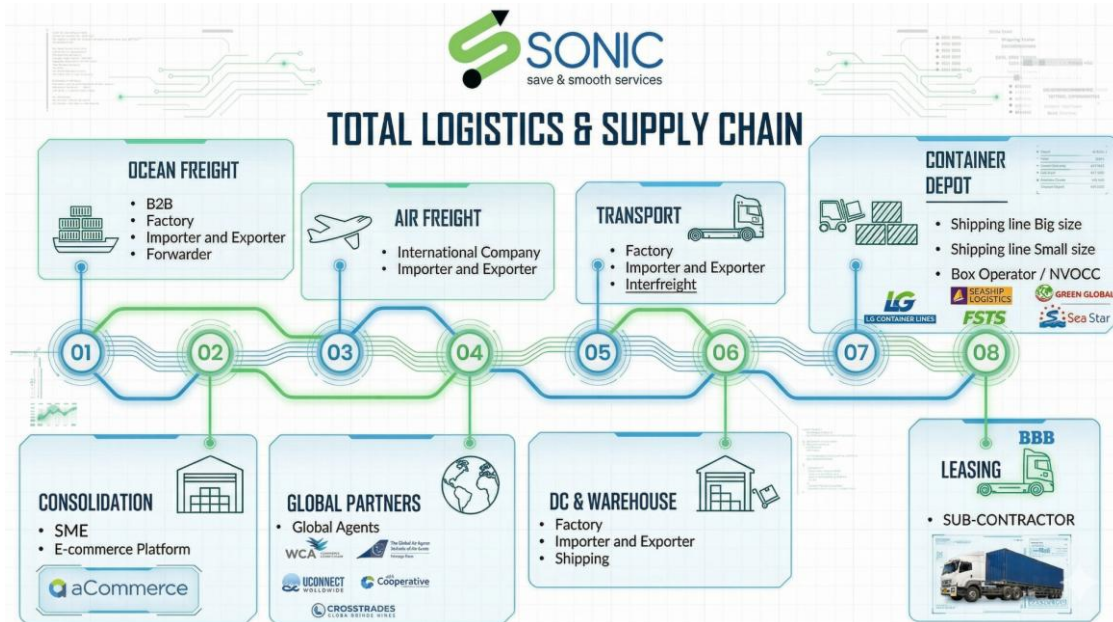 SONIC
save & smooth services
TOTAL LOGISTICS & SUPPLY CHAIN
01
OCEAN FREIGHT
• B2B
• Factory
• Importer and Exporter
• Forwarder
02
CONSOLIDATION
• SME
• E-commerce Platform
aCommerce
03
AIR FREIGHT
• International Company
• Importer and Exporter
04
GLOBAL PARTNERS
• Global Agents
WCA
UCONNECT
WOLLDWIDE
Cooperative
CROSSTRADES
05
TRANSPORT
• Factory
• Importer and Exporter
• Interfreight
06
DC & WAREHOUSE
• Factory
• Importer and Exporter
• Shipping
07
CONTAINER
DEPOT
• Shipping line Big size
• Shipping line Small size
• Box Operator / NVOCC
LG
LG CONTAINER LINES
SEASHIP
LOGISTICS
GREEN GLOBAL
FSTS
Sea Star
08
BBB
LEASING
• SUB-CONTRACTOR